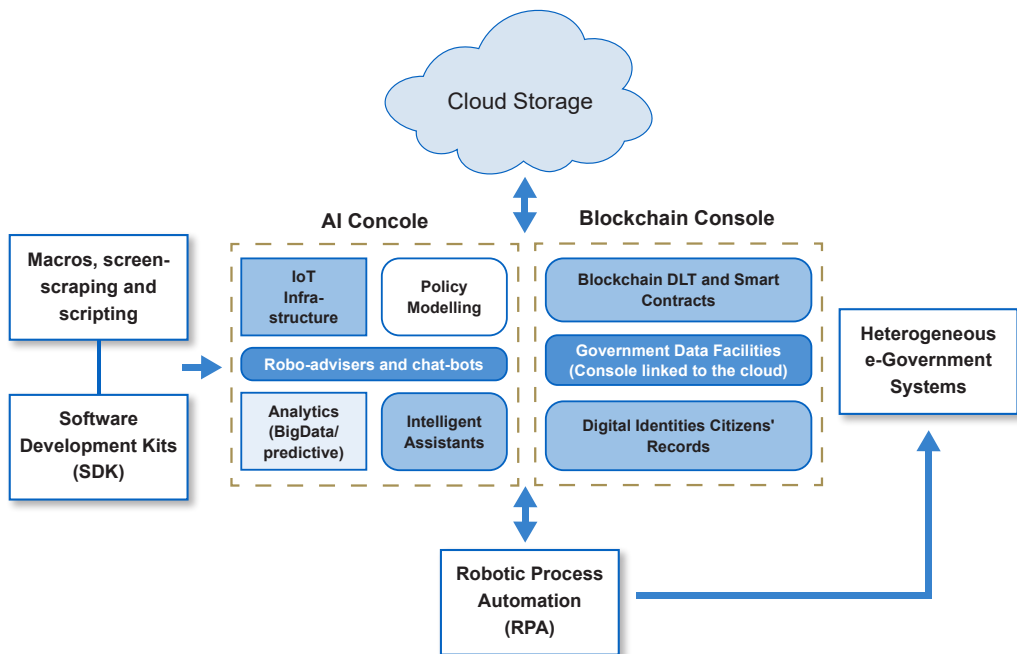 Cloud Storage
AI Concole
Blockchain Console
Macros, screen-
scraping and
scripting
Software
Development Kits
(SDK)
IoT
Infra-
structure
Policy
Modelling
Robo-advisers and chat-bots
Analytics
(BigData/
predictive)
Intelligent
Assistants
Blockchain DLT and Smart
Contracts
Government Data Facilities
(Console linked to the cloud)
Digital Identities Citizens'
Records
Heterogeneous
e-Government
Systems
Robotic Process
Automation
(RPA)